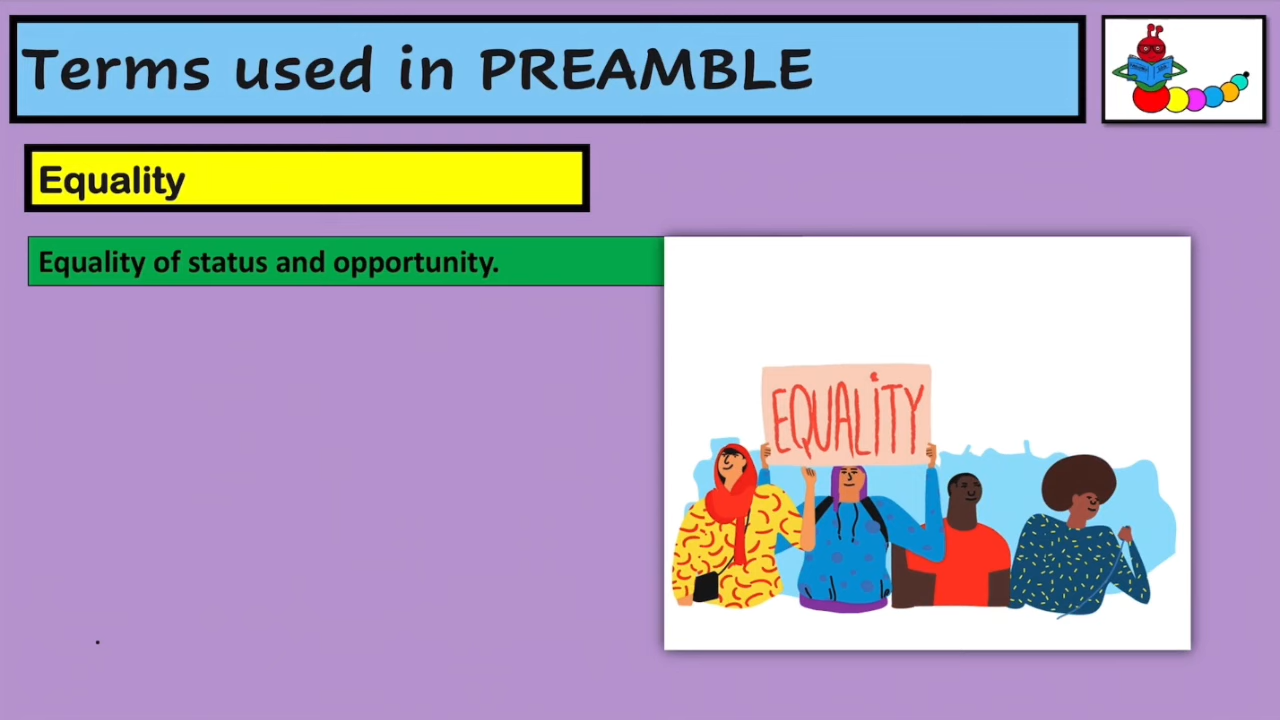 Terms used in PREAMBLE
Equality
Equality of status and opportunity.
EQUALiTY